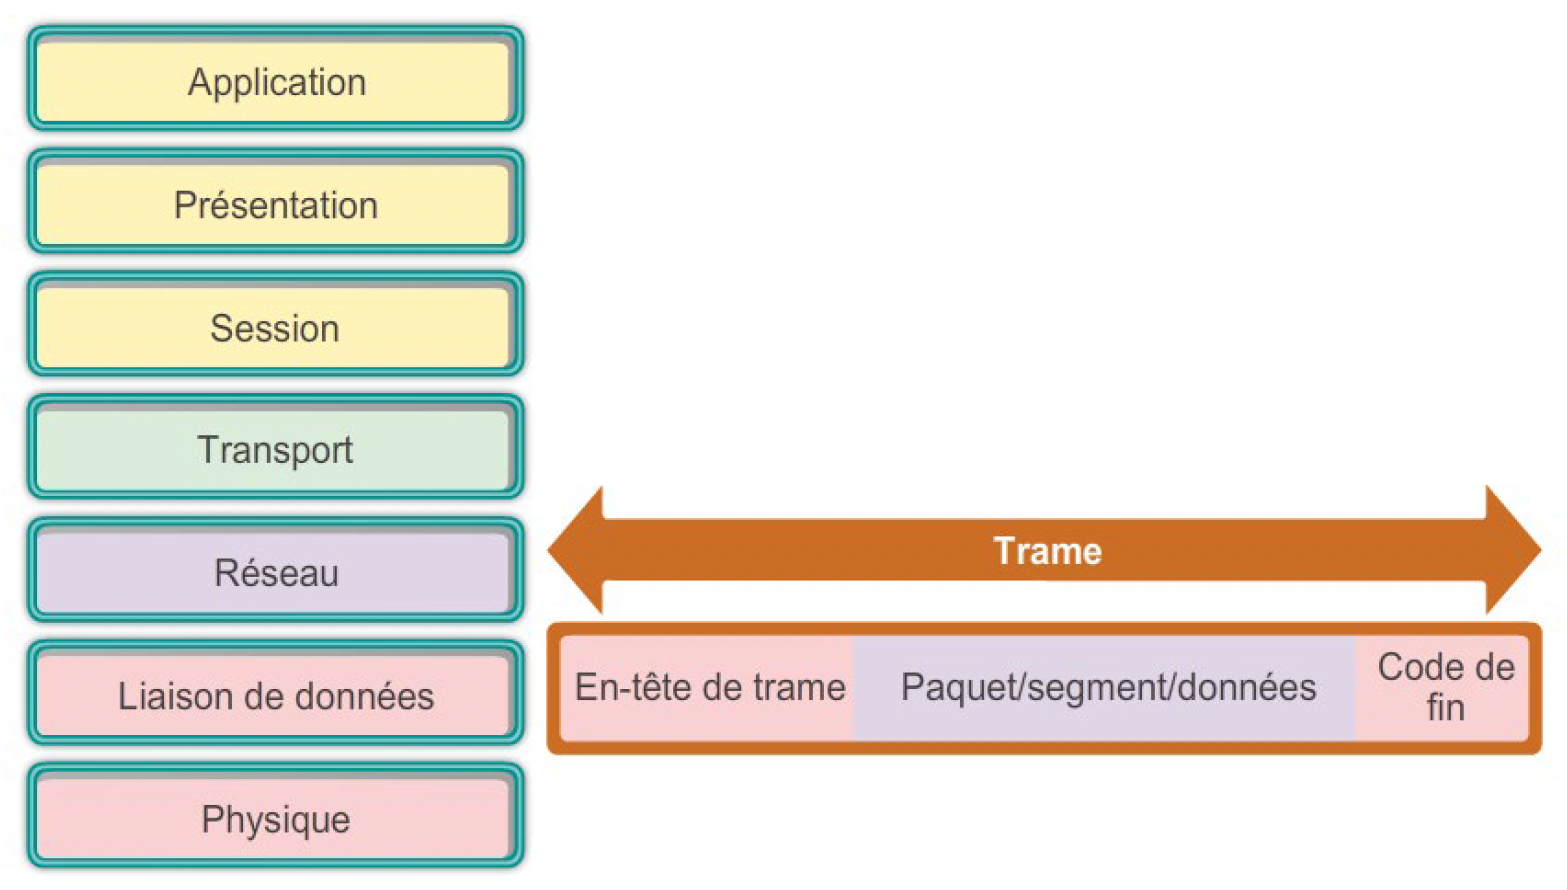 Application
Présentation
Session
Transport
Réseau
Liaison de données
Physique
Trame
En-tête de trame
Paquet/segment/données
Code de
fin